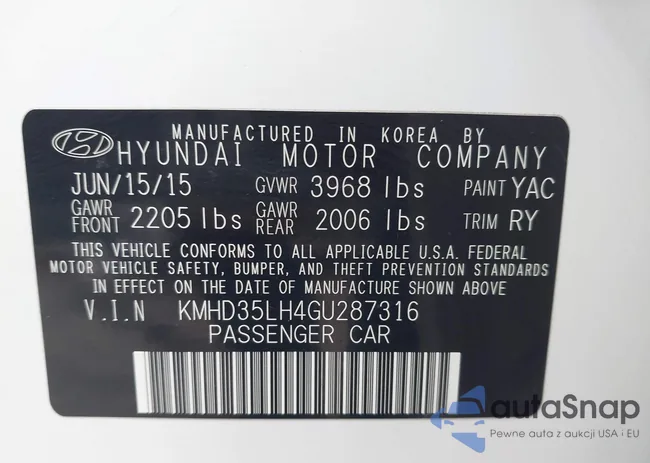 MANUFACTURED IN KOREA BY
HYUNDAI MOTOR COMPANY
JUN/15/15 GVWR 3968 lbs PAINT YAC
GAWR FRONT 2205 lbs GAWR REAR 2006 lbs TRIM RY
THIS VEHICLE CONFORMS TO ALL APPLICABLE U.S.A. FEDERAL
MOTOR VEHICLE SAFETY, BUMPER, AND THEFT PREVENTION STANDARDS
IN EFFECT ON THE DATE OF MANUFACTURE SHOWN ABOVE
V.I.N KMHD35LH4GU287316
PASSENGER CAR
autoSnap
Pewne auta z aukcji USA i EU